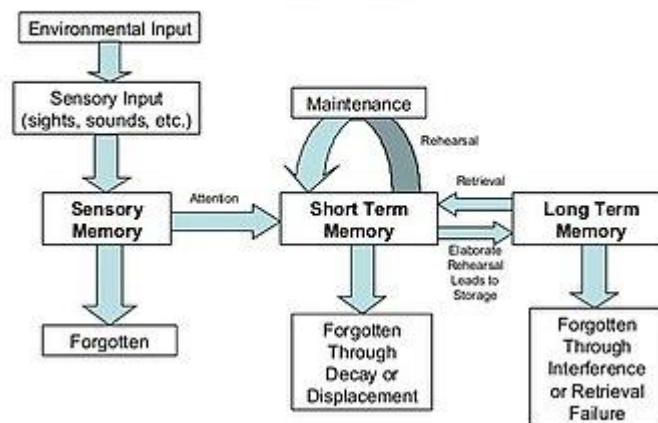 Environmental Input
Sensory Input
(sights, sounds, etc.)
Maintenance
Rehearsal
Retrieval
Attention
Sensory
Memory
Short Term
Memory
Long Term
Memory
Elaborate
Rehearsal
Leads to
Storage
Forgotten
Forgotten
Through
Decay or
Displacement
Forgotten
Through
Interference
or Retrieval
Failure